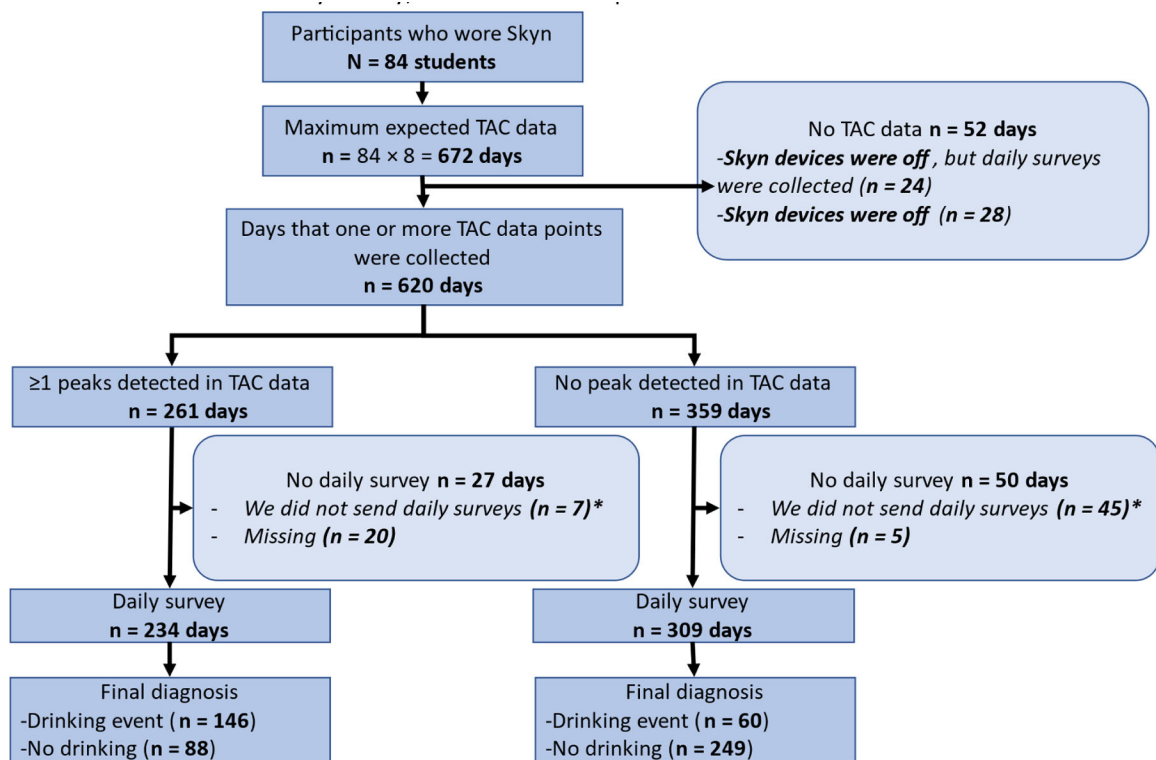 Participants who wore Skyn
N = 84 students
Maximum expected TAC data
n = 84 × 8 = 672 days
No TAC data n = 52 days
-Skyn devices were off , but daily surveys
were collected (n = 24)
-Skyn devices were off (n = 28)
Days that one or more TAC data points
were collected
n = 620 days
≥1 peaks detected in TAC data
n = 261 days
No peak detected in TAC data
n = 359 days
No daily survey n = 27 days
- We did not send daily surveys (n = 7)*
- Missing (n = 20)
No daily survey n = 50 days
- We did not send daily surveys (n = 45)*
- Missing (n = 5)
Daily survey
n = 234 days
Daily survey
n = 309 days
Final diagnosis
-Drinking event (n = 146)
-No drinking (n = 88)
Final diagnosis
-Drinking event (n = 60)
-No drinking (n = 249)